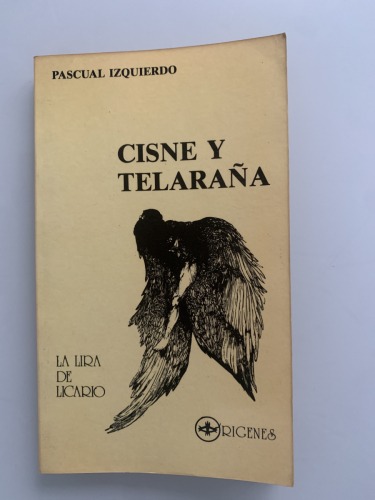 PASCUAL IZQUIERDO
CISNE Y
TELARAÑA
LA LIRA
DE
LICARIO
ORIGENES